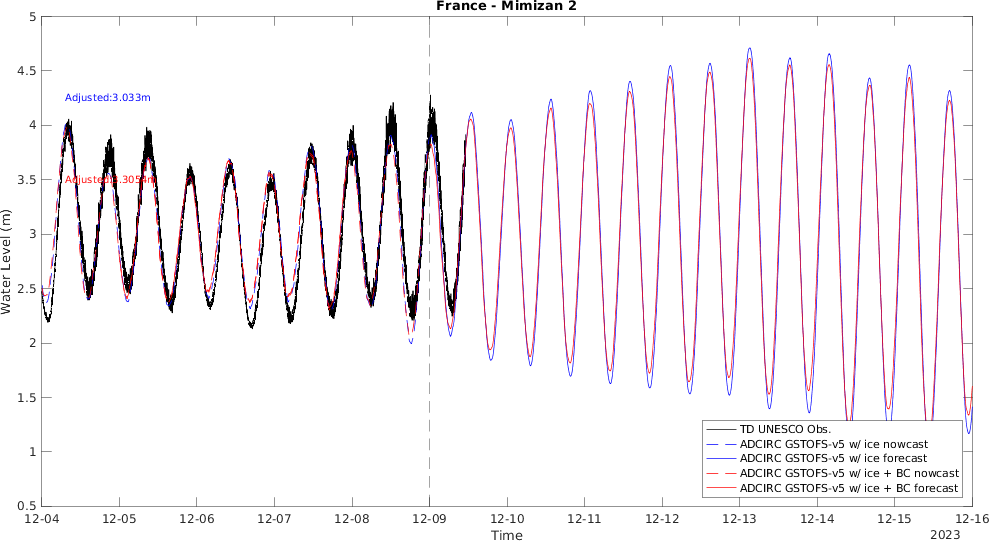 France - Mimizan 2
5
4.5
4
3.5
3
2.5
2
1.5
1
0.5
Water Level (m)
Adjusted:3.033m
Adjusted:3.3054m
TD UNESCO Obs.
ADCIRC GSTOFS-v5 w/ ice nowcast
ADCIRC GSTOFS-v5 w/ ice forecast
ADCIRC GSTOFS-v5 w/ ice + BC nowcast
ADCIRC GSTOFS-v5 w/ ice + BC forecast
12-04 12-05 12-06 12-07 12-08 12-09 12-10 12-11 12-12 12-13 12-14 12-15 12-16
Time
2023